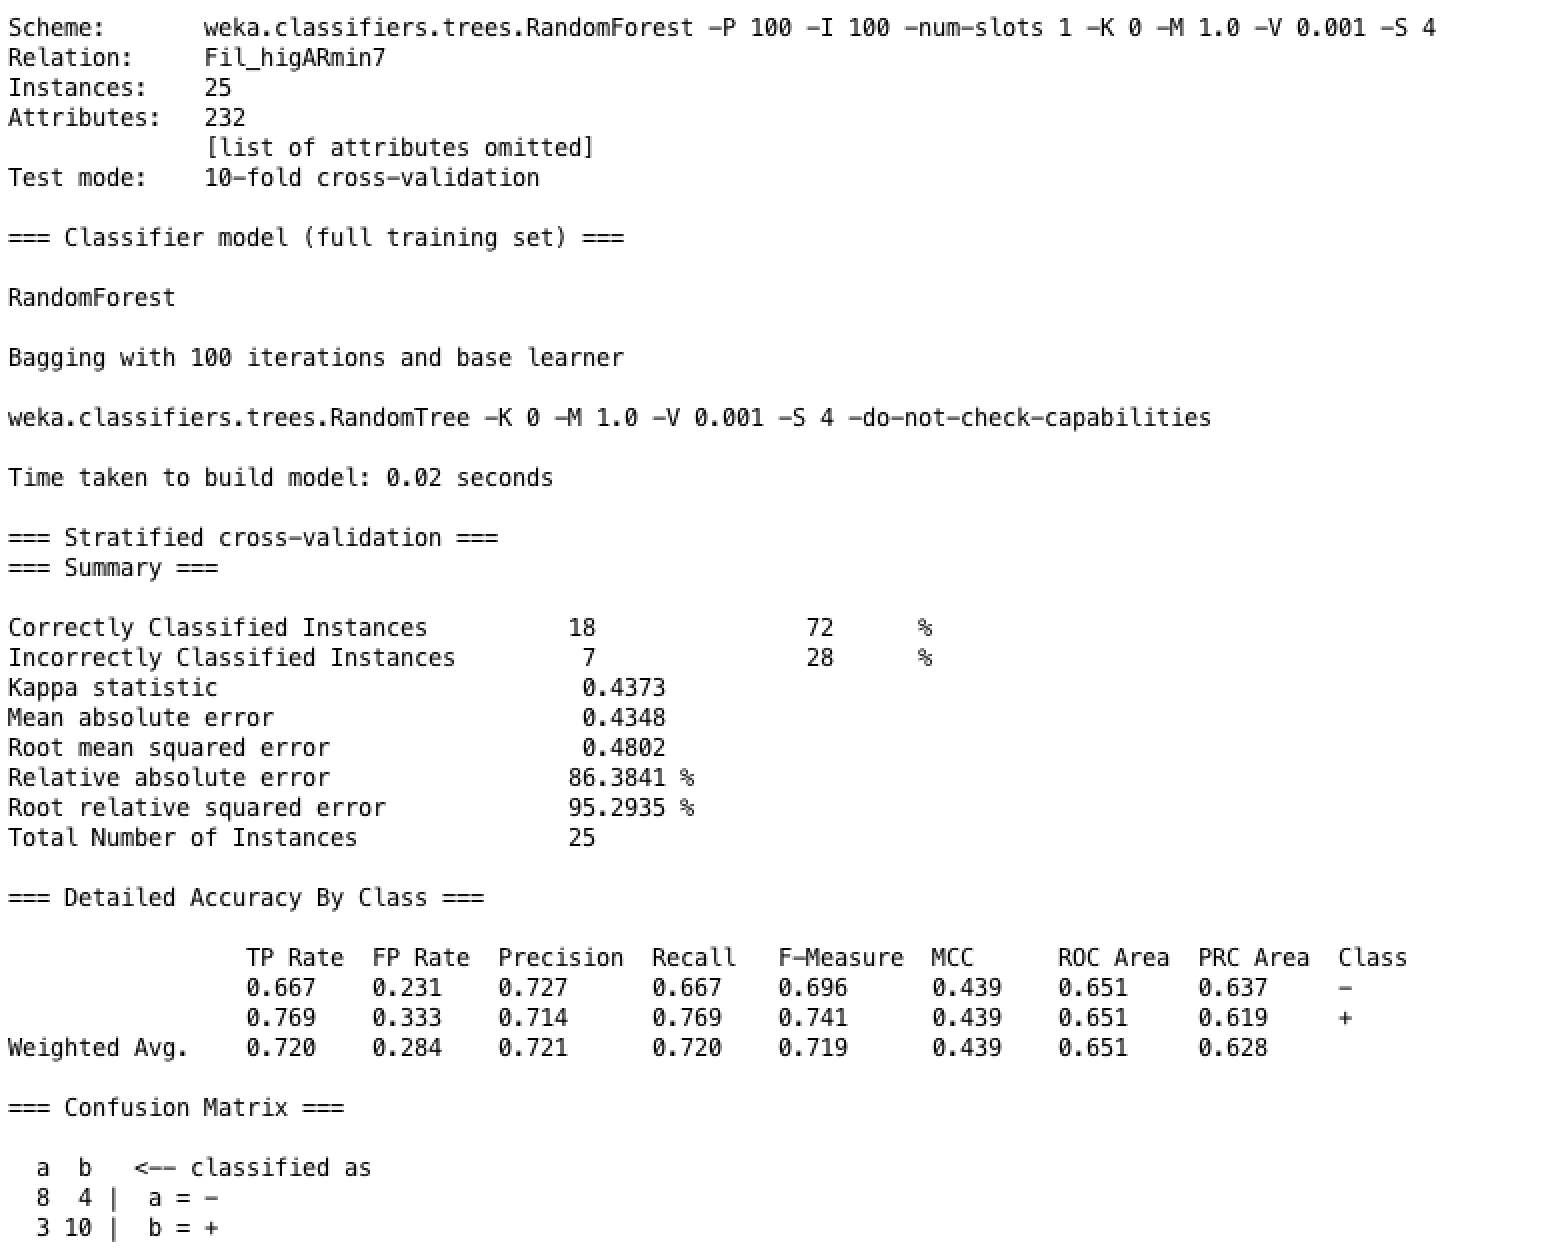 Scheme:       weka.classifiers.trees.RandomForest -P 100 -I 100 -num-slots 1 -K 0 -M 1.0 -V 0.001 -S 4
Relation:     Fil_higARmin7
Instances:    25
Attributes:   232
              [list of attributes omitted]
Test mode:    10-fold cross-validation
=== Classifier model (full training set) ===
RandomForest
Bagging with 100 iterations and base learner
weka.classifiers.trees.RandomTree -K 0 -M 1.0 -V 0.001 -S 4 -do-not-check-capabilities
Time taken to build model: 0.02 seconds
=== Stratified cross-validation ===
=== Summary ===
Correctly Classified Instances          18               72      %
Incorrectly Classified Instances         7               28      %
Kappa statistic                          0.4373
Mean absolute error                      0.4348
Root mean squared error                  0.4802
Relative absolute error                 86.3841 %
Root relative squared error             95.2935 %
Total Number of Instances               25
=== Detailed Accuracy By Class ===
                 TP Rate  FP Rate  Precision  Recall   F-Measure  MCC      ROC Area  PRC Area  Class
                 0.667    0.231    0.727      0.667    0.696      0.439    0.651     0.637     -
                 0.769    0.333    0.714      0.769    0.741      0.439    0.651     0.619     +
Weighted Avg.    0.720    0.284    0.721      0.720    0.719      0.439    0.651     0.628
=== Confusion Matrix ===
  a  b   <-- classified as
  8  4 |  a = -
  3 10 |  b = +